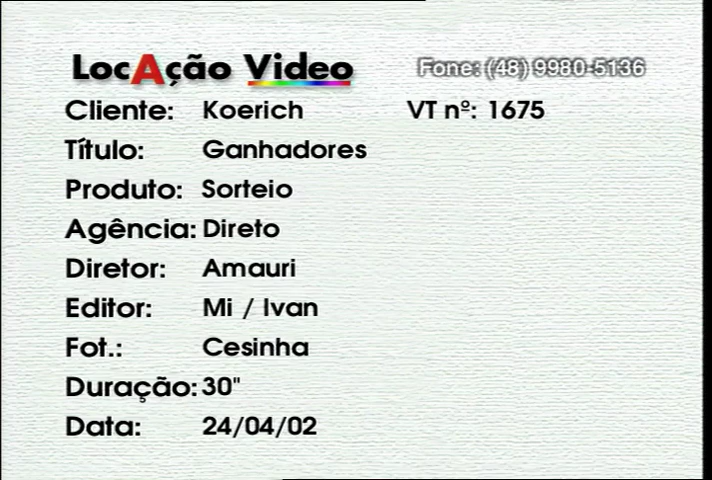 LocAção Video Fone: (48) 9980-5136
Cliente: Koerich VT nº: 1675
Título: Ganhadores
Produto: Sorteio
Agência: Direto
Diretor: Amauri
Editor: Mi / Ivan
Fot.: Cesinha
Duração: 30"
Data: 24/04/02